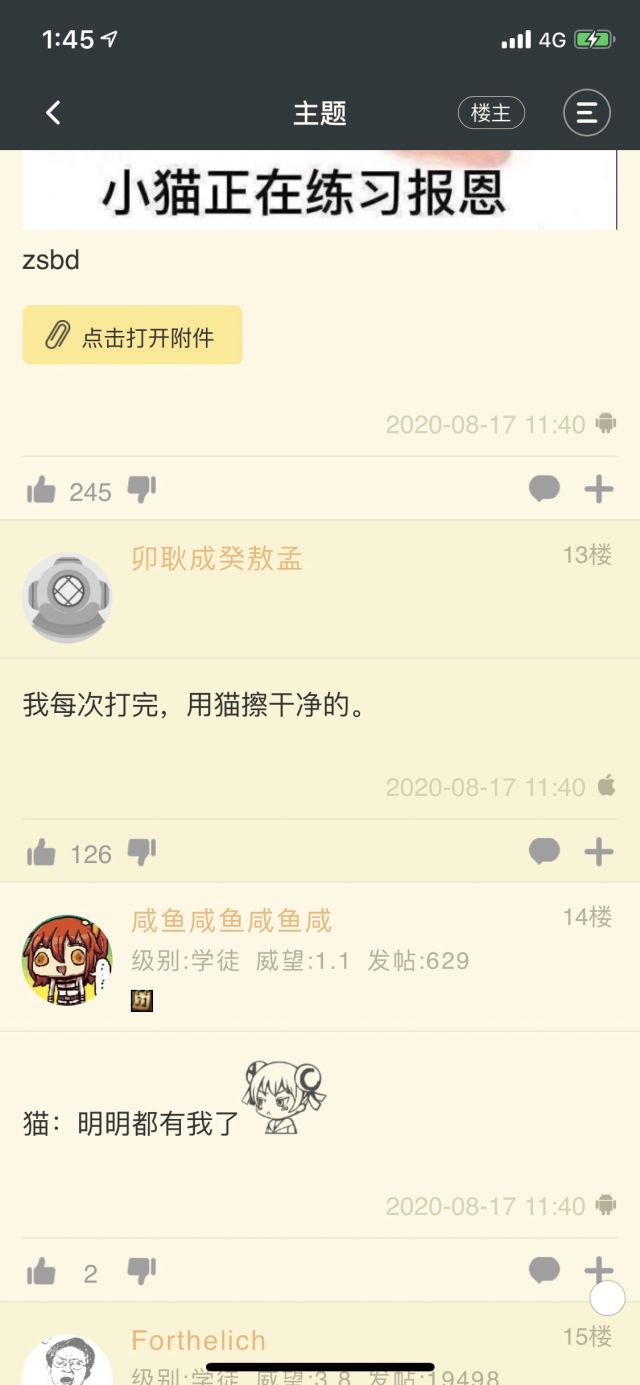 1:45
4G
主题
楼主
小猫正在练习报恩
zsbd
点击打开附件
2020-08-17 11:40
245
卯耿成癸敖孟
13楼
我每次打完，用猫擦干净的。
2020-08-17 11:40
126
咸鱼咸鱼咸鱼咸
14楼
级别:学徒 威望:1.1 发帖:629
猫：明明都有我了
2020-08-17 11:40
2
Forthelich
15楼
级别:学徒 威望:3.8 发帖:19498